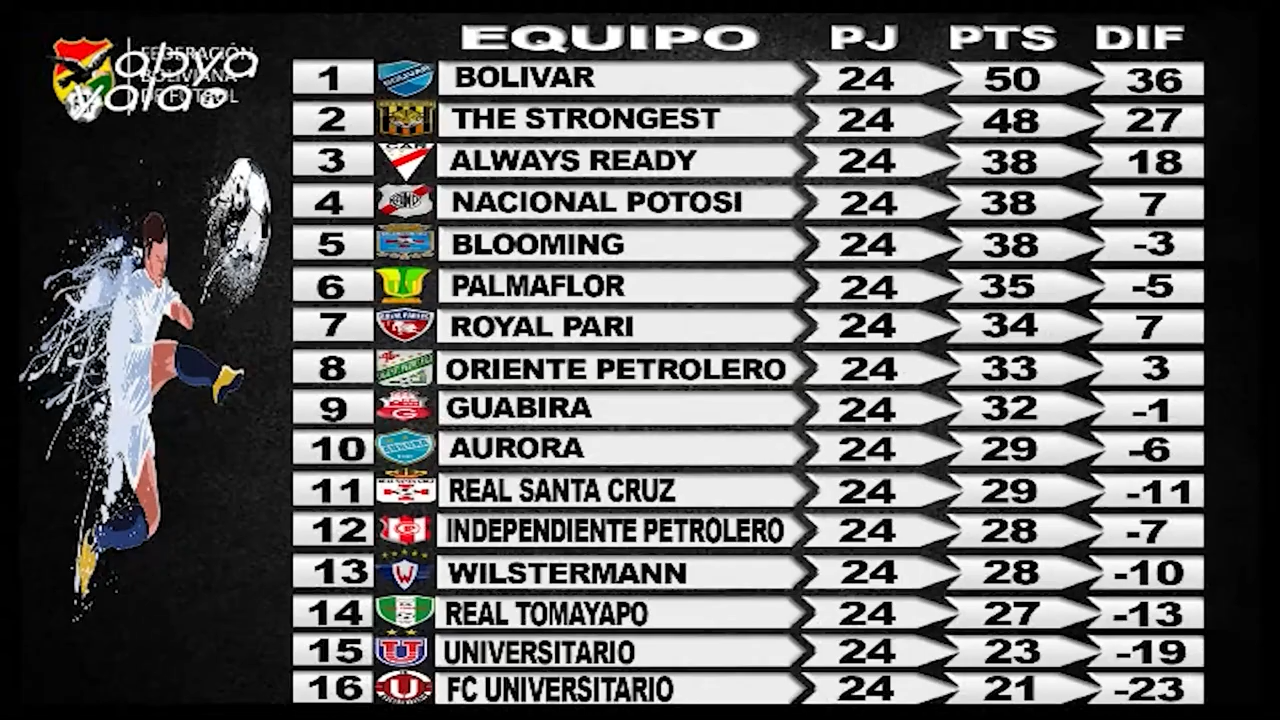 FEDERACIÓN
BOLIVIANA
DE FUTBOL
EQUIPO PJ PTS DIF
1 BOLIVAR 24 50 36
2 THE STRONGEST 24 48 27
3 ALWAYS READY 24 38 18
4 NACIONAL POTOSI 24 38 7
5 BLOOMING 24 38 -3
6 PALMAFLOR 24 35 -5
7 ROYAL PARI 24 34 7
8 ORIENTE PETROLERO 24 33 3
9 GUABIRA 24 32 -1
10 AURORA 24 29 -6
11 REAL SANTA CRUZ 24 29 -11
12 INDEPENDIENTE PETROLERO 24 28 -7
13 WILSTERMANN 24 28 -10
14 REAL TOMAYAPO 24 27 -13
15 UNIVERSITARIO 24 23 -19
16 FC UNIVERSITARIO 24 21 -23